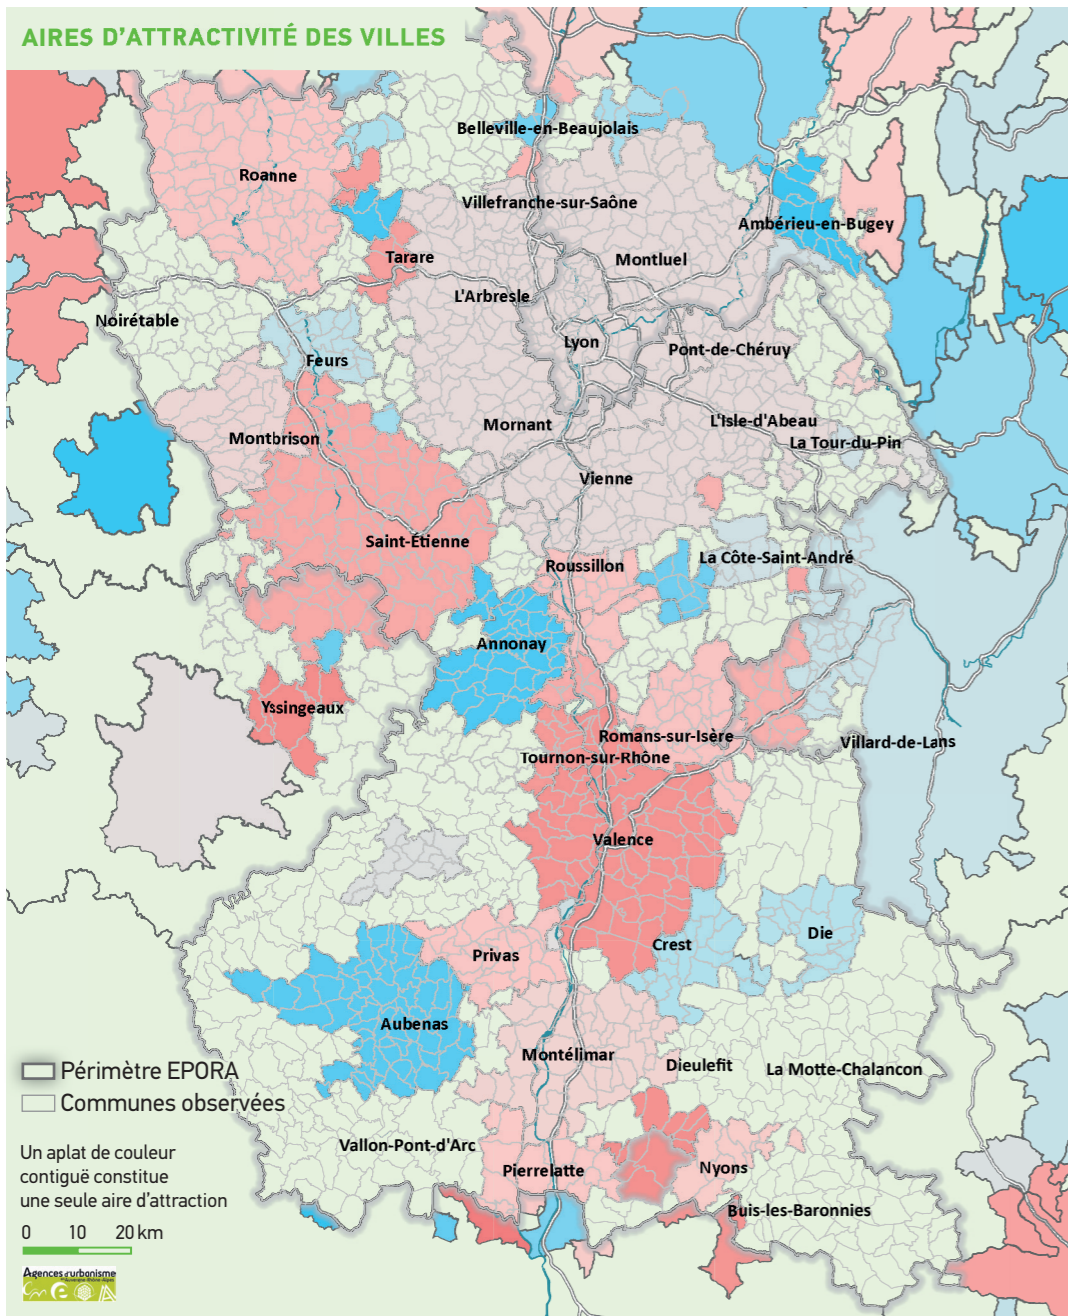 AIRES D'ATTRACTIVITÉ DES VILLES
Belleville-en-Beaujolais
Roanne
Villefranche-sur-Saône
Ambérieu-en-Bugey
Tarare
Montluel
L'Arbresle
Noirétable
Lyon
Pont-de-Chéruy
Feurs
Mornant
L'Isle-d'Abeau
Montbrison
La Tour-du-Pin
Vienne
Saint-Étienne
La Côte-Saint-André
Roussillon
Annonay
Yssingeaux
Romans-sur-Isère
Villard-de-Lans
Tournon-sur-Rhône
Valence
Crest
Die
Privas
Aubenas
Montélimar
Dieulefit
La Motte-Chalancon
Vallon-Pont-d'Arc
Pierrelatte
Nyons
Buis-les-Baronnies
Périmètre EPORA
Communes observées
Un aplat de couleur
contiguë constitue
une seule aire d'attraction
0 10 20 km
Agences d'urbanisme